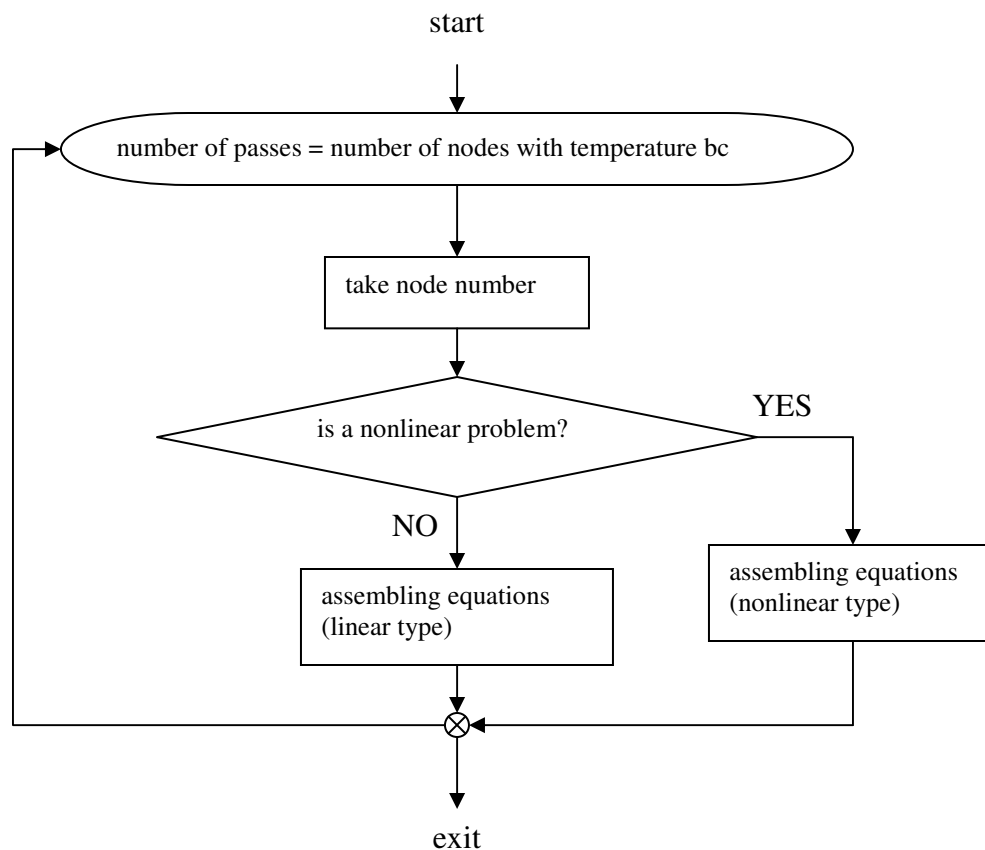 start
number of passes = number of nodes with temperature bc
take node number
is a nonlinear problem?
YES
NO
assembling equations
(linear type)
assembling equations
(nonlinear type)
exit